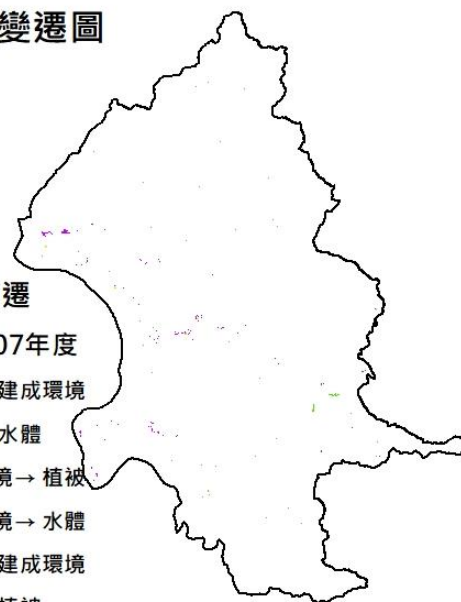 變遷圖
遷
07年度
建成環境
水體
境→ 植被
境→ 水體
建成環境